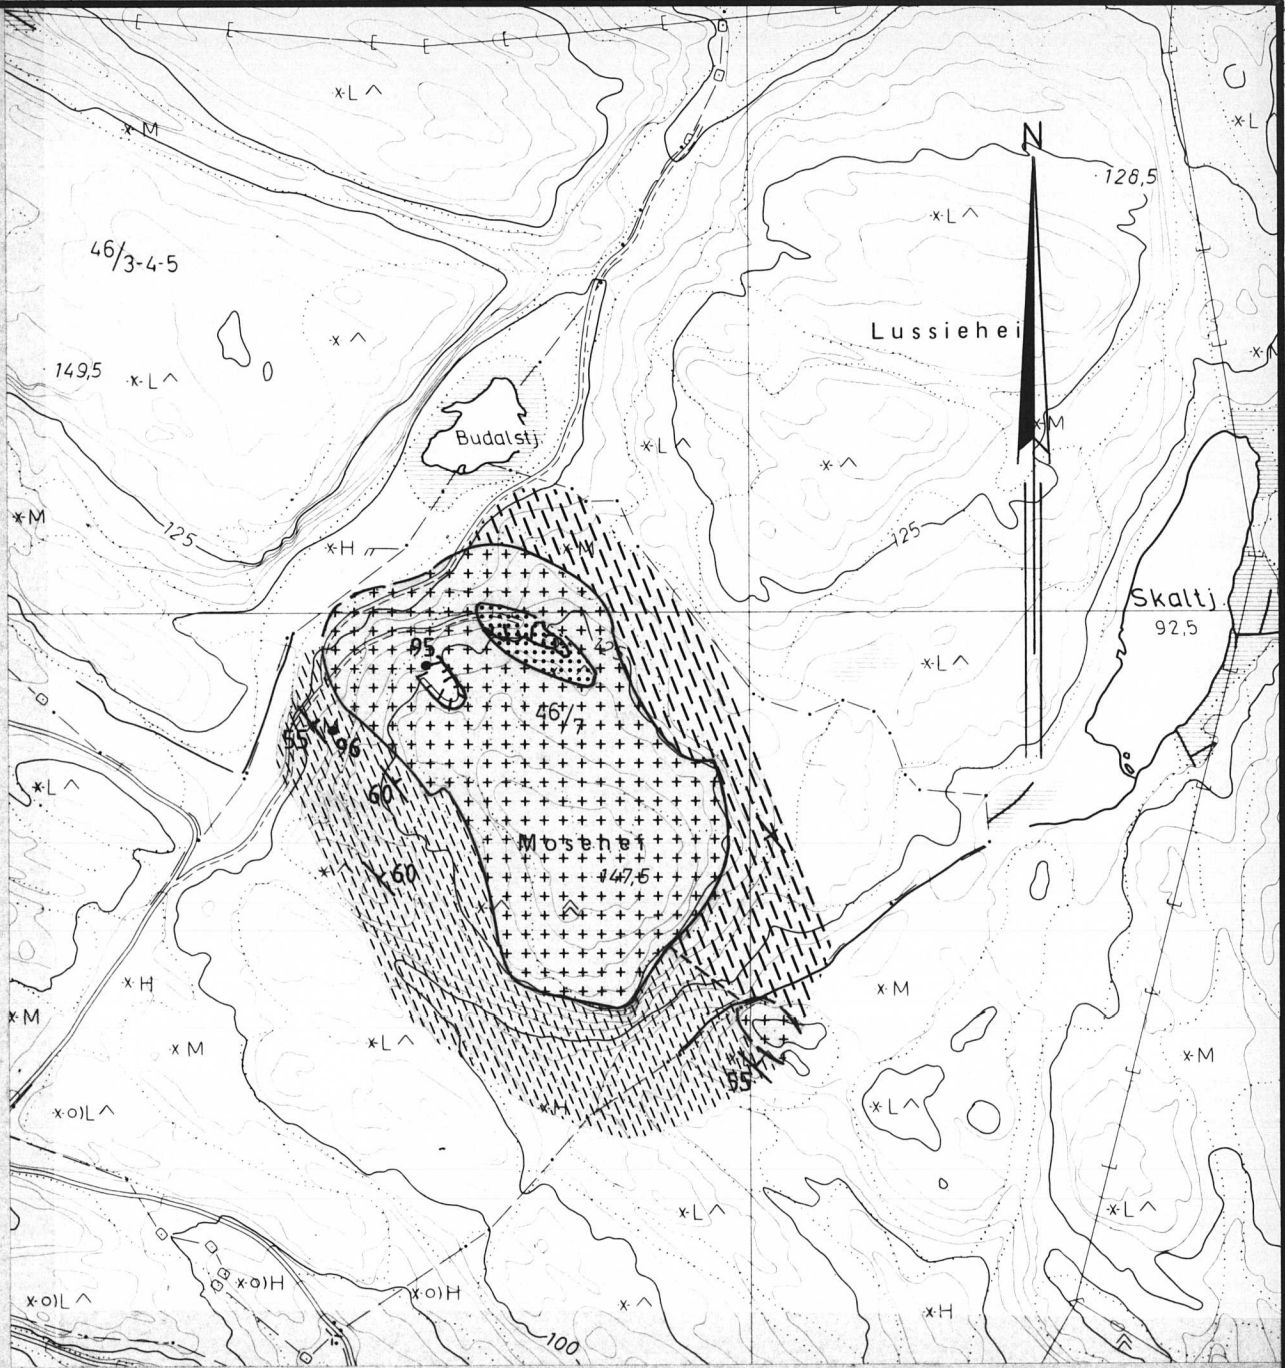 x·L^
x·M
x·L
N
128,5
x·L^
46/3-4-5
Lussiehei
x·^
149,5
x·L^
x·M
Budalstj
x·L^
x·^
x·M
125
125
x·H
x·M
Skaltj
92,5
95
x·L^
46/7
55
96
60
x·L^
Mosehei
147,5
60
x·^
x·H
x·M
x·M
x·M
x·L^
x·M
55
x·H
x·L^
x·o)L^
x·L^
x·L^
x·o)H
x·o)H
x·o)L^
x·^
x·H
100